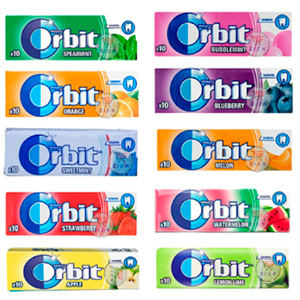 Orbit
x10
SPEARMINT
Orbit
x10
BUBBLEMINT
Orbit
x10
ORANGE
Orbit
x10
BLUEBERRY
Orbit
x10
SWEETMINT
Orbit
x10
MELON
Orbit
x10
STRAWBERRY
Orbit
x10
WATERMELON
Orbit
x10
APPLE
Orbit
x10
LEMON LIME